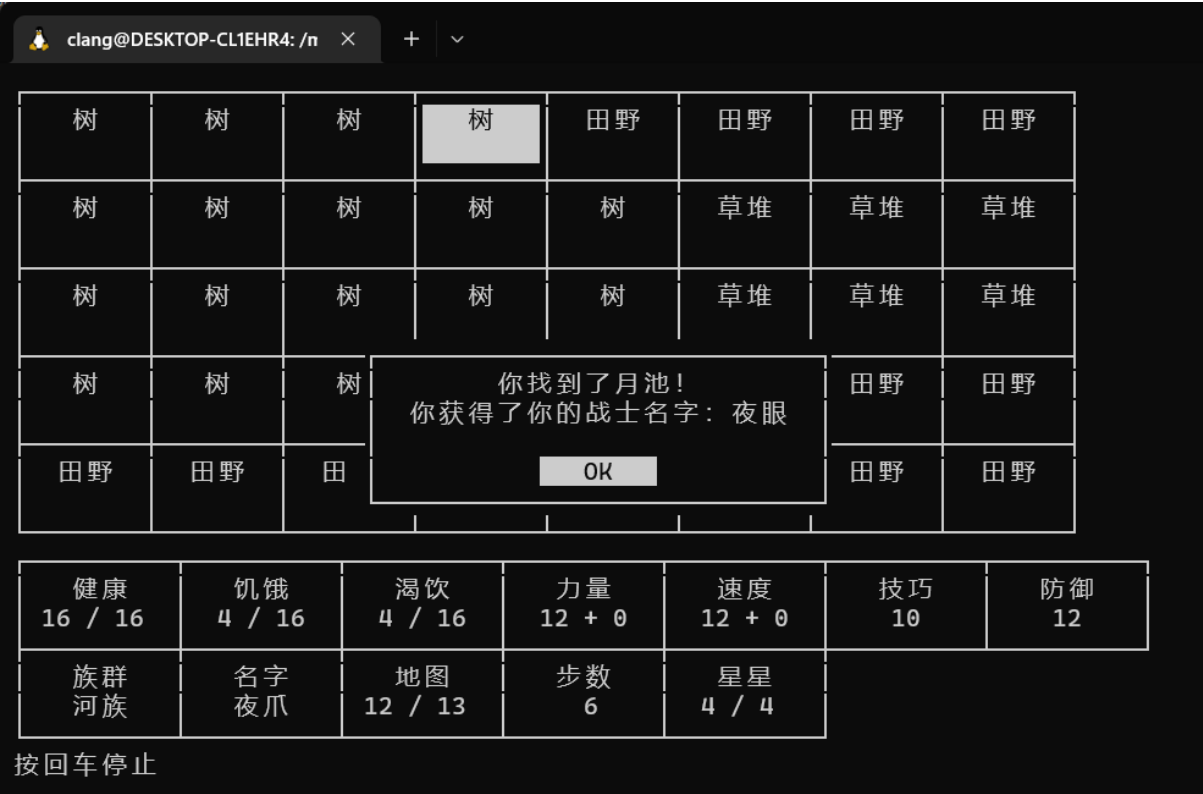 clang@DESKTOP-CL1EHR4: /n
树 树 树 树 田野 田野 田野 田野
树 树 树 树 树 草堆 草堆 草堆
树 树 树 树 树 草堆 草堆 草堆
树 树 树 田野 田野
你找到了月池!
你获得了你的战士名字: 夜眼
田野 田野 田 田野 田野
OK
健康 饥饿 渴饮 力量 速度 技巧 防御
16 / 16 4 / 16 4 / 16 12 + 0 12 + 0 10 12
族群 名字 地图 步数 星星
河族 夜爪 12 / 13 6 4 / 4
按回车停止